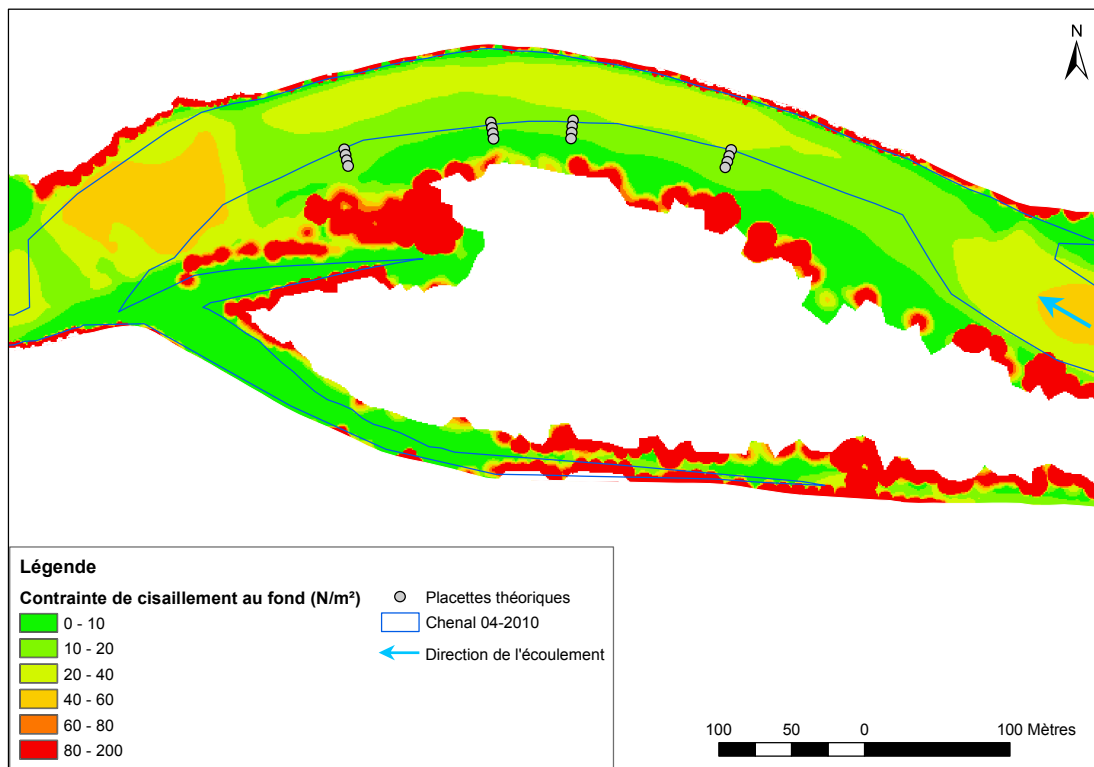 N
Légende
Contrainte de cisaillement au fond (N/m²)
0 - 10
10 - 20
20 - 40
40 - 60
60 - 80
80 - 200
Placettes théoriques
Chenal 04-2010
Direction de l'écoulement
100 50 0 100 Mètres